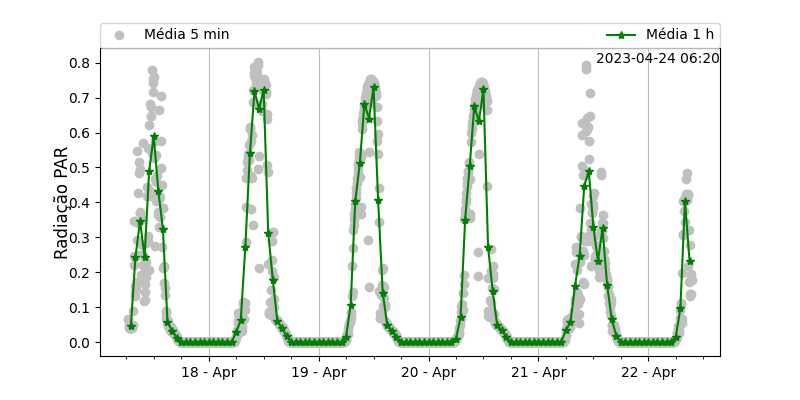 Média 5 min
Média 1 h
2023-04-24 06:20
Radiação PAR
0.8
0.7
0.6
0.5
0.4
0.3
0.2
0.1
0.0
18 - Apr
19 - Apr
20 - Apr
21 - Apr
22 - Apr